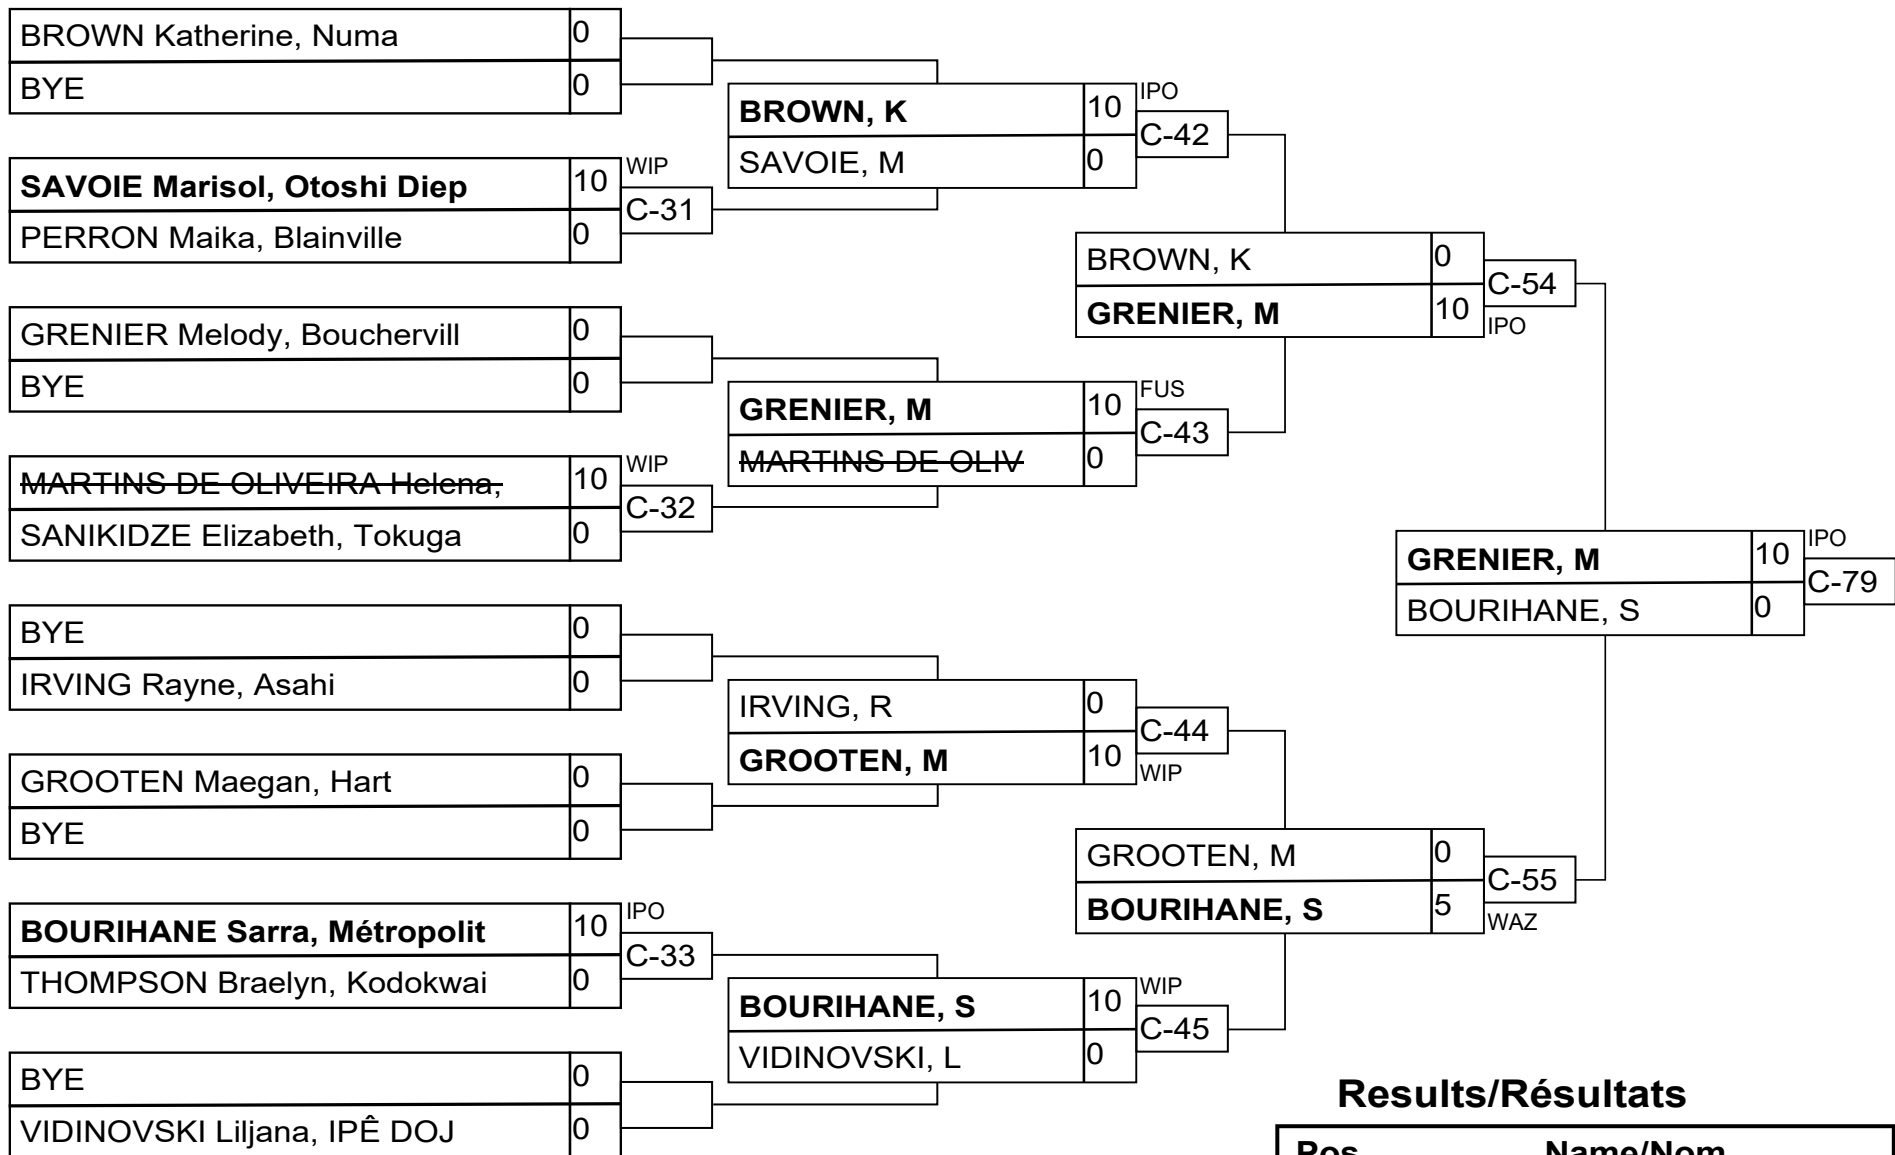 BROWN Katherine, Numa 0
BYE 0
SAVOIE Marisol, Otoshi Diep 10 WIP
C-31
PERRON Maika, Blainville 0
GRENIER Melody, Bouchervill 0
BYE 0
MARTINS DE OLIVEIRA Helena, 10 WIP
C-32
SANIKIDZE Elizabeth, Tokuga 0
BYE 0
IRVING Rayne, Asahi 0
GROOTEN Maegan, Hart 0
BYE 0
BOURIHANE Sarra, Métropolit 10 IPO
C-33
THOMPSON Braelyn, Kodokwai 0
BYE 0
VIDINOVSKI Liljana, IPÊ DOJ 0
BROWN, K 10 IPO
C-42
SAVOIE, M 0
GRENIER, M 10 FUS
C-43
MARTINS DE OLIV 0
IRVING, R 0
C-44
GROOTEN, M 10 WIP
BOURIHANE, S 10 WIP
C-45
VIDINOVSKI, L 0
BROWN, K 0
C-54
GRENIER, M 10 IPO
GROOTEN, M 0
C-55
BOURIHANE, S 5 WAZ
GRENIER, M 10 IPO
C-79
BOURIHANE, S 0
Results/Résultats
Pos Name/Nom